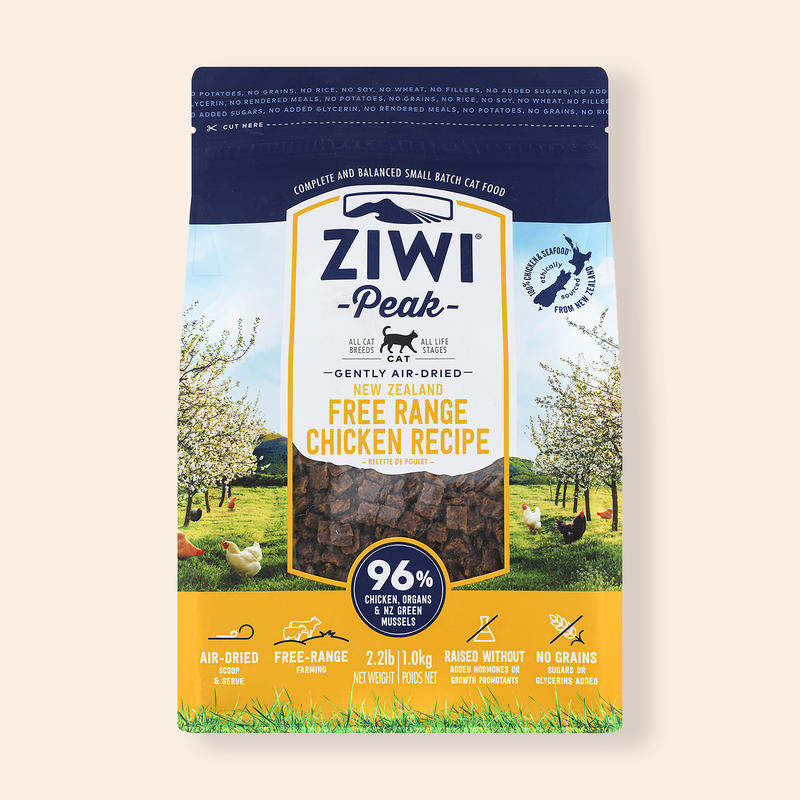 POTATOES, NO GRAINS, NO RICE, NO SOY, NO WHEAT, NO FILLERS, NO ADDED SUGARS, NO ADD
LYCERIN, NO RENDERED MEALS, NO POTATOES, NO GRAINS, NO RICE, NO SOY, NO WHEAT, NO FILLE
ADDED SUGARS, NO ADDED GLYCERIN, NO RENDERED MEALS, NO POTATOES, NO GRAINS, NO RIC
CUT HERE
COMPLETE AND BALANCED SMALL BATCH CAT FOOD
ZIWI®
-Peak-
100% CHICKEN & SEAFOOD*
ethically
sourced
FROM NEW ZEALAND
ALL CAT BREEDS
ALL LIFE STAGES
CAT
GENTLY AIR-DRIED
NEW ZEALAND
FREE RANGE
CHICKEN RECIPE
– RECETTE DE POULET –
96%
CHICKEN, ORGANS
& NZ GREEN
MUSSELS
AIR-DRIED
SCOOP
& SERVE
FREE-RANGE
FARMING
2.2lb | 1.0kg
NET WEIGHT | POIDS NET
RAISED WITHOUT
ADDED HORMONES OR
GROWTH PROMOTANTS
NO GRAINS
SUGARS OR
GLYCERINS ADDED